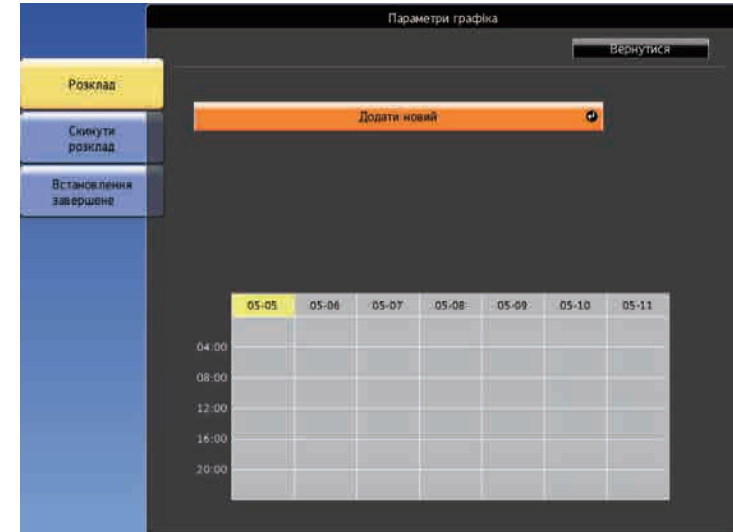 Параметри графіка
Вернутися
Розклад
Додати новий
Скинути
розклад
Встановлення
завершене
05-05 05-06 05-07 05-08 05-09 05-10 05-11
04:00
08:00
12:00
16:00
20:00